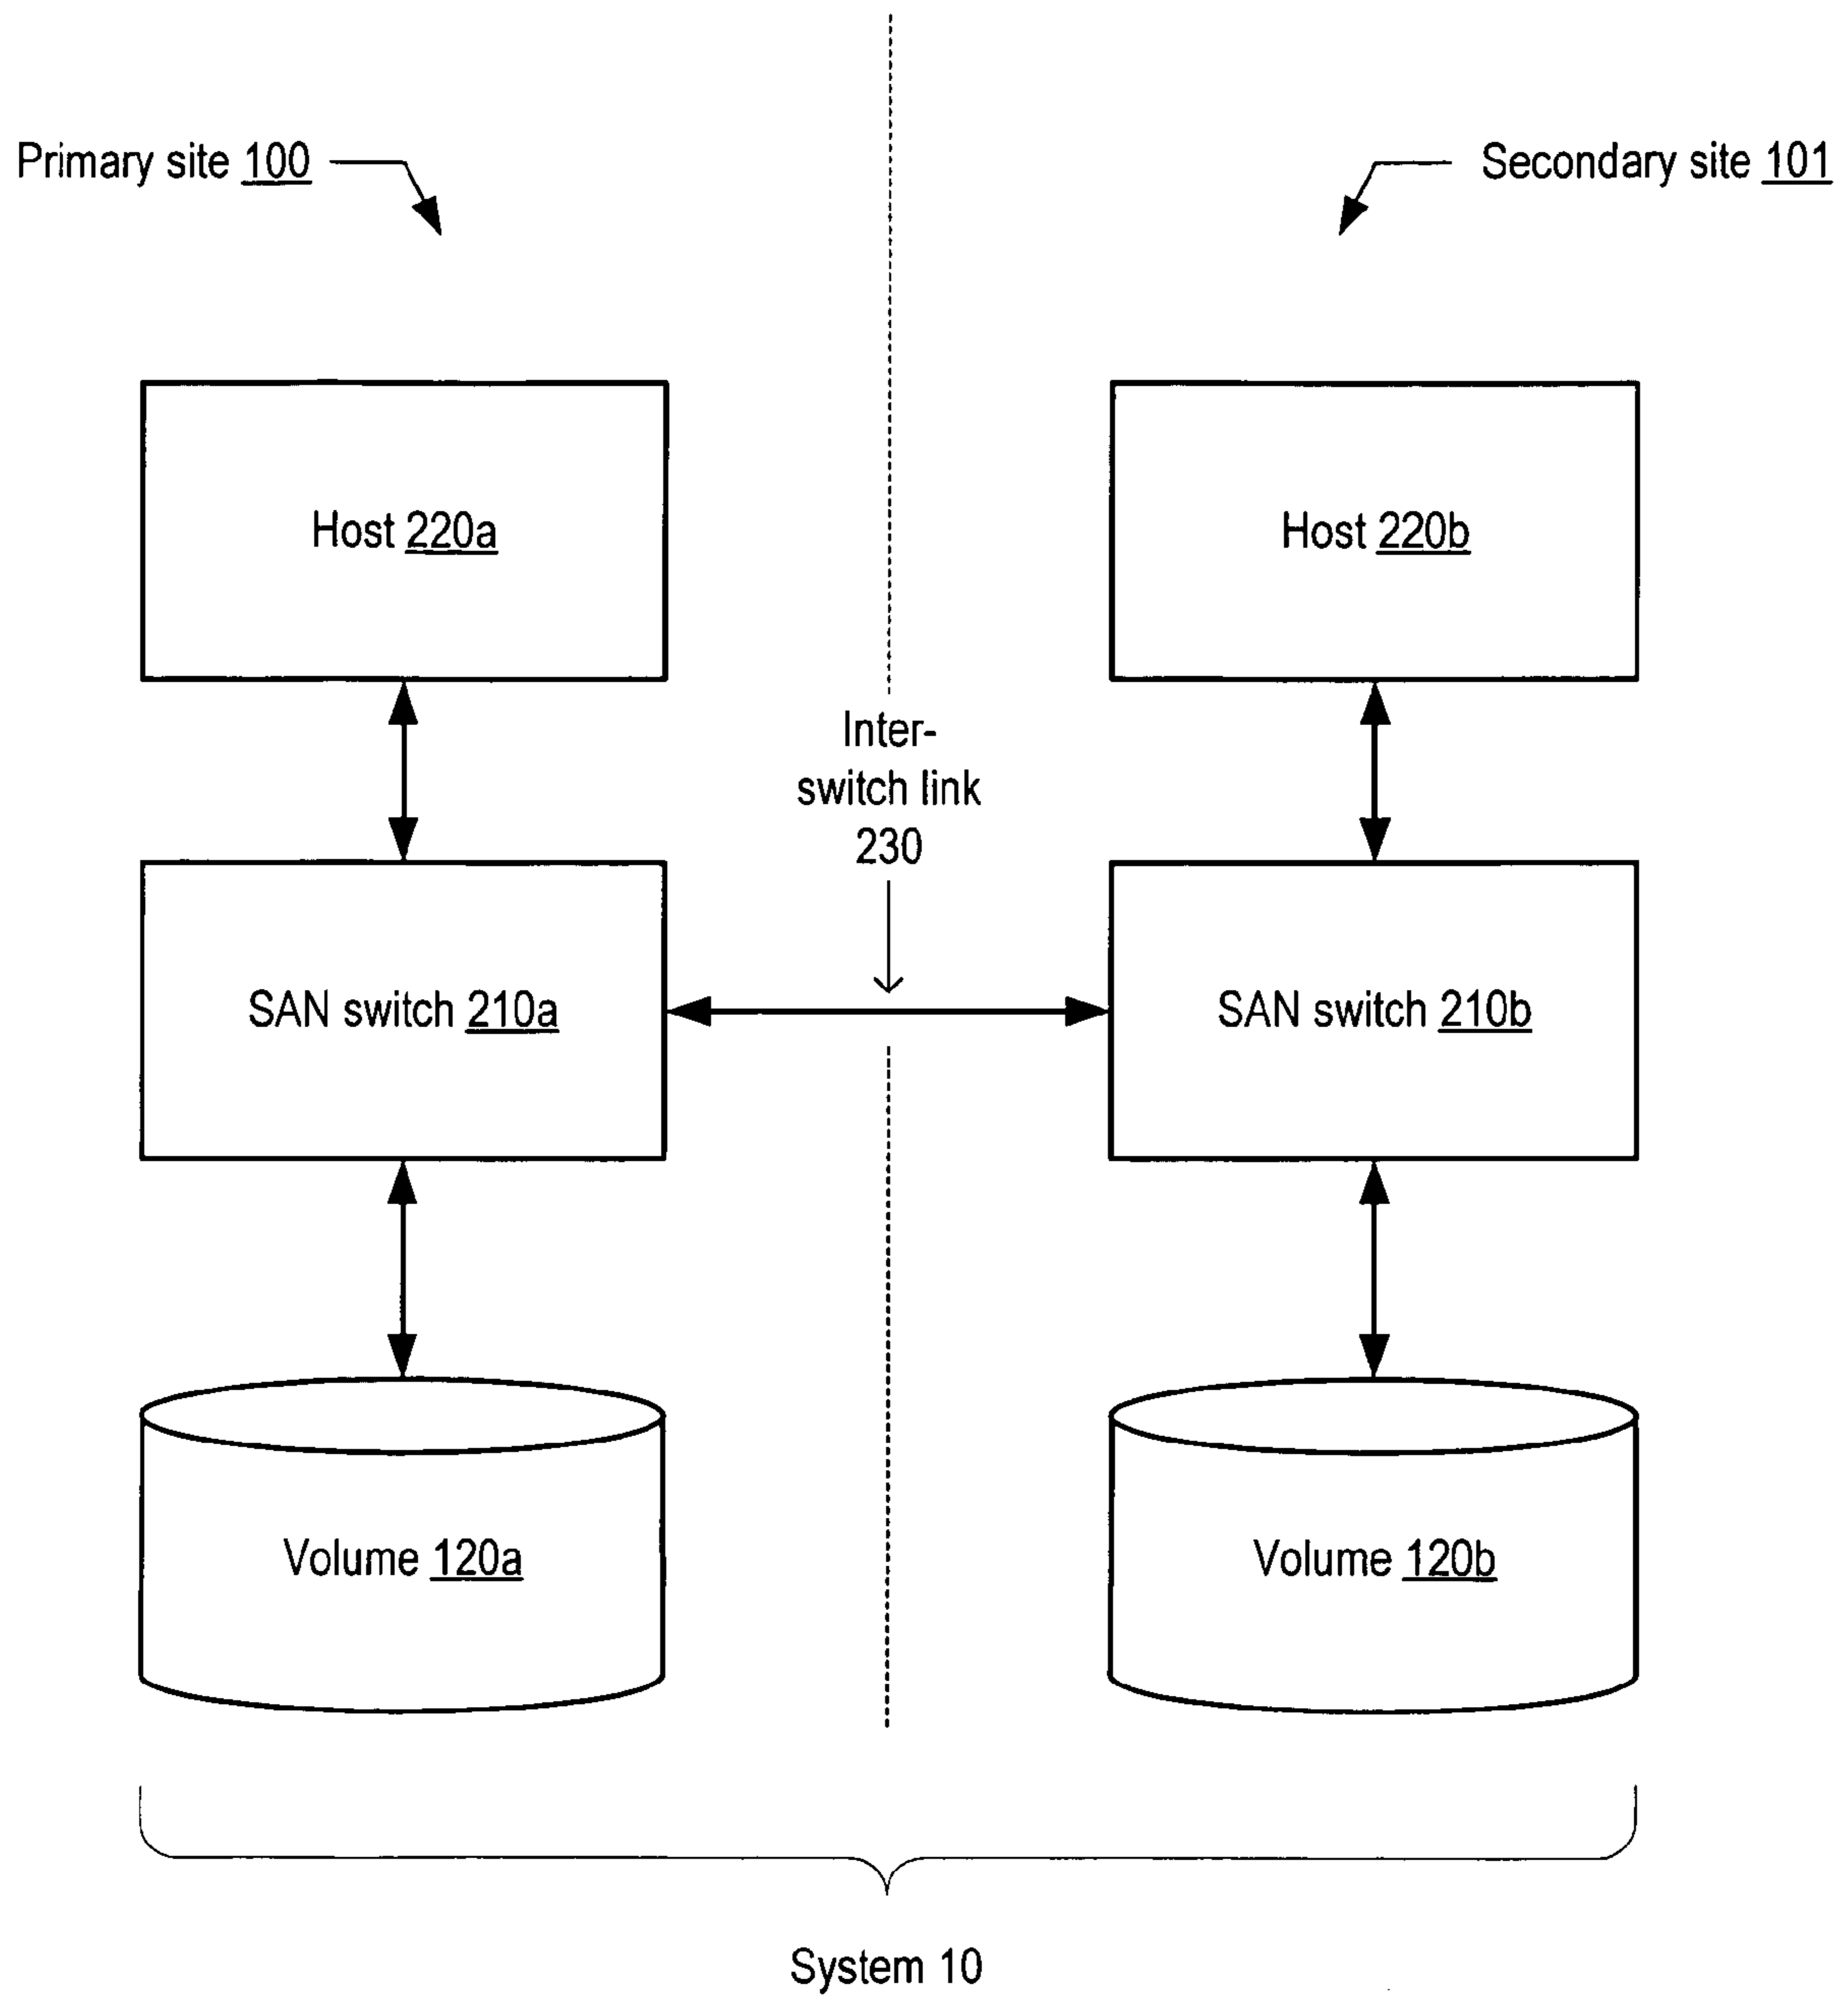 Primary site 100
Secondary site 101
Host 220a
Host 220b
Inter-
switch link
230
SAN switch 210a
SAN switch 210b
Volume 120a
Volume 120b
System 10